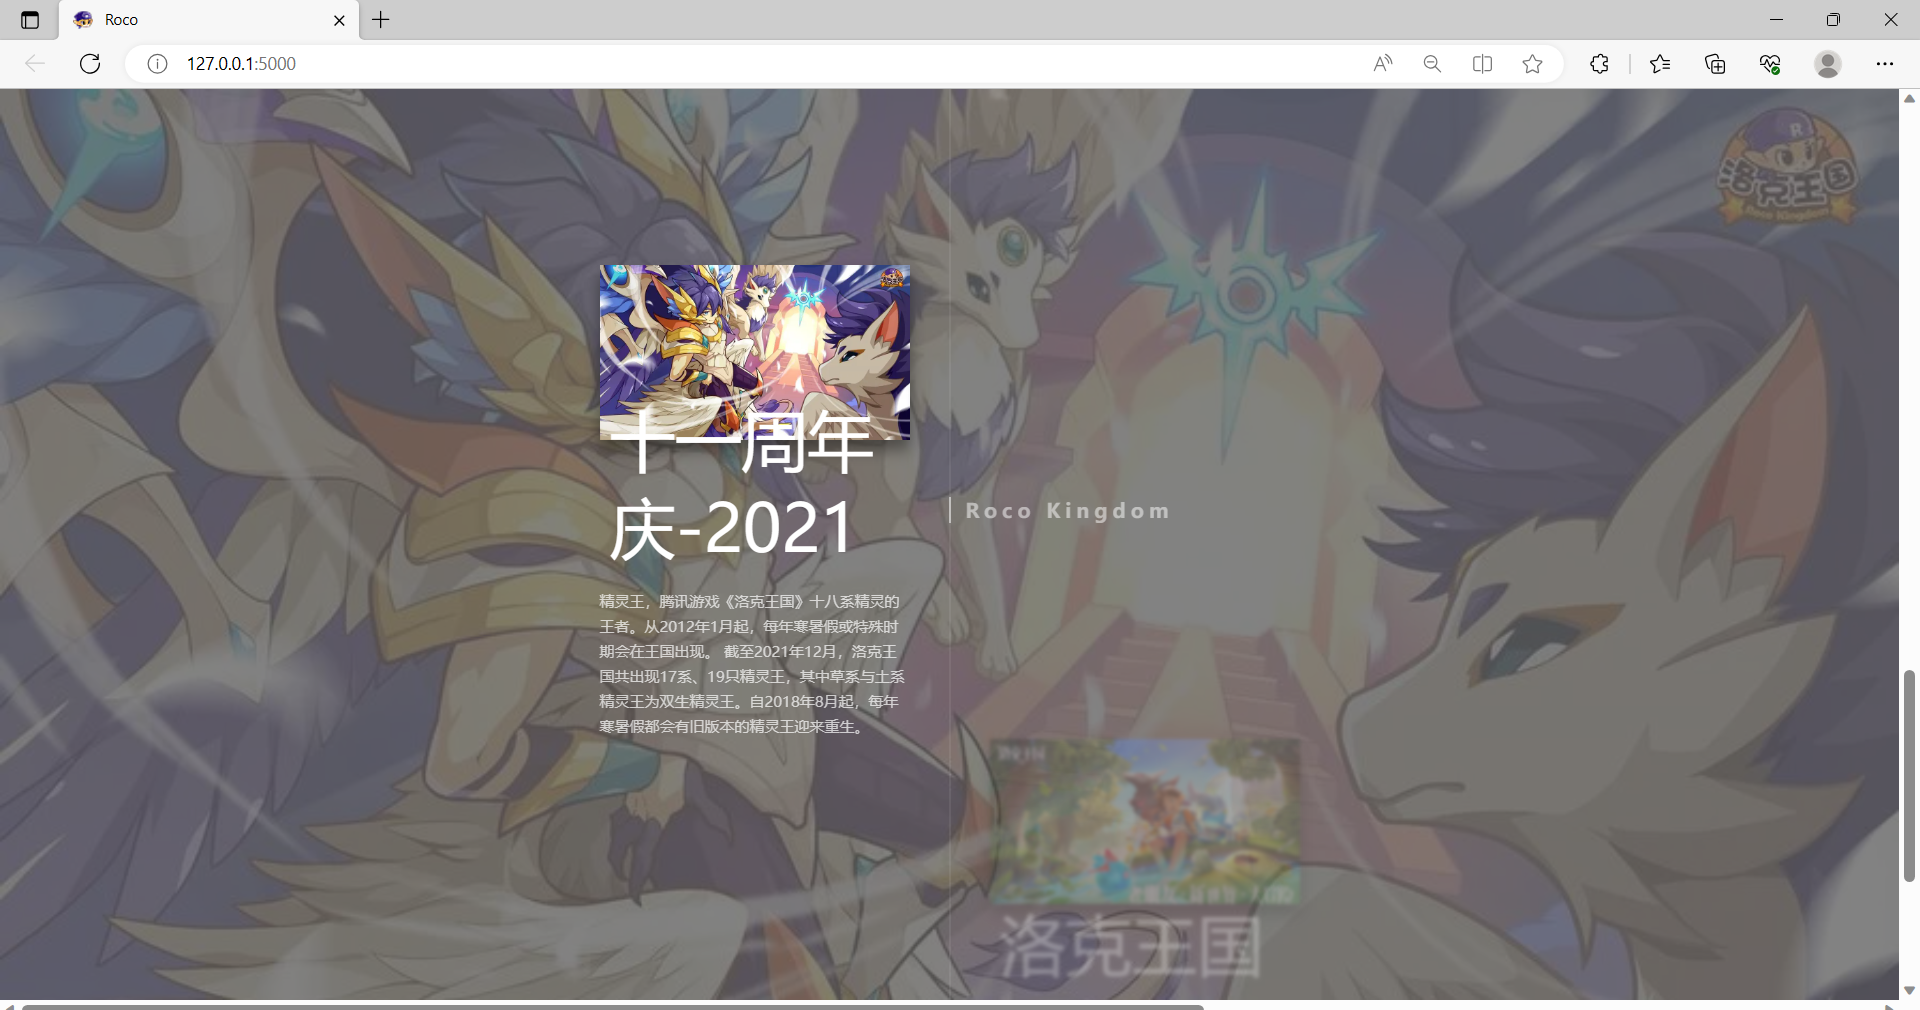 Roco
127.0.0.1:5000
R
洛克王国
Roco Kingdom
十一周年
庆-2021
Roco Kingdom
精灵王，腾讯游戏《洛克王国》十八系精灵的
王者。从2012年1月起，每年寒暑假或特殊时
期会在王国出现。 截至2021年12月，洛克王
国共出现17系、19只精灵王，其中草系与土系
精灵王为双生精灵王。自2018年8月起，每年
寒暑假都会有旧版本的精灵王迎来重生。
洛克王国